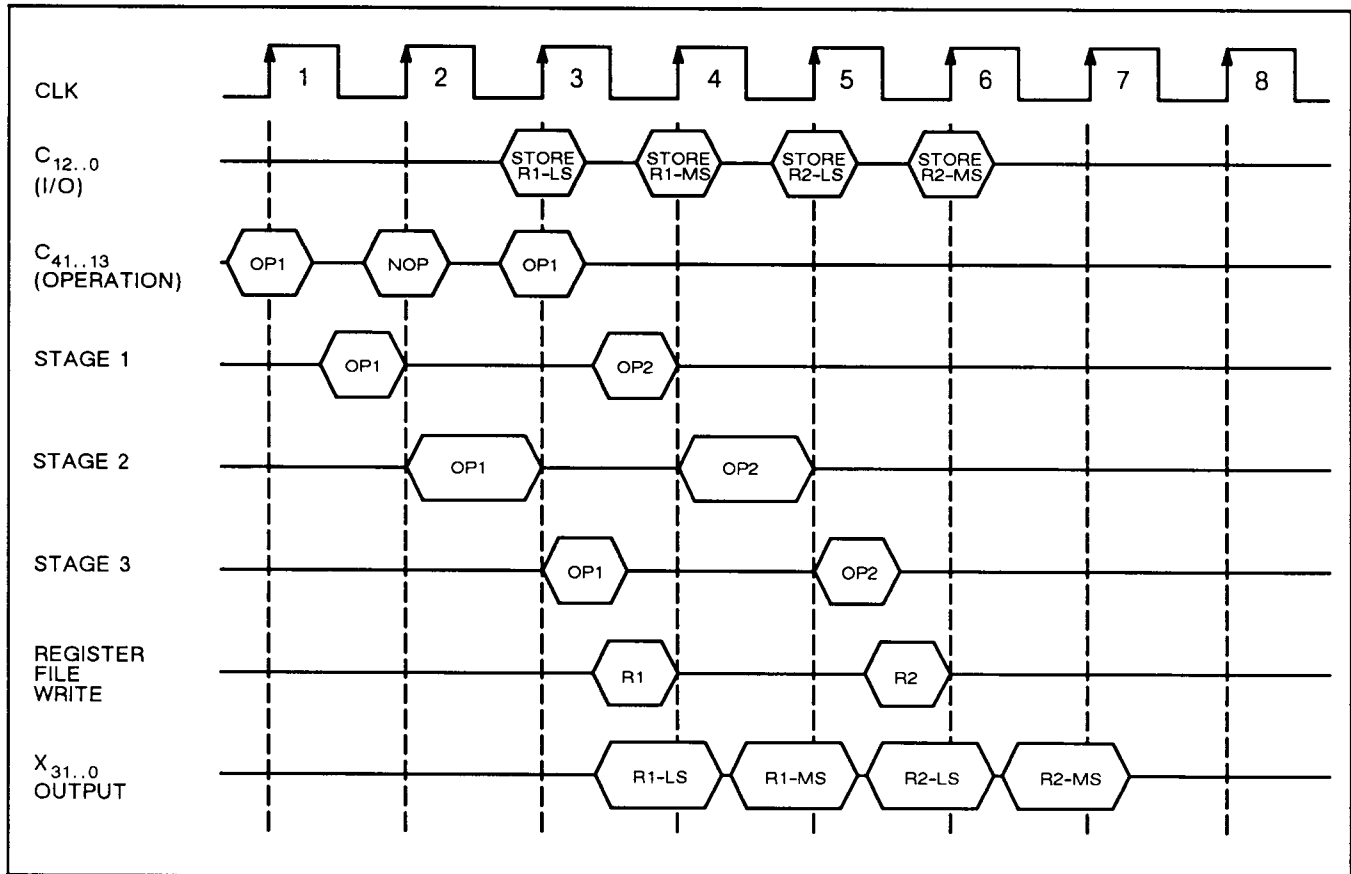 CLK
1 2 3 4 5 6 7 8
C12..0
(I/O)
STORE R1-LS STORE R1-MS STORE R2-LS STORE R2-MS
C41..13
(OPERATION)
OP1 NOP OP1
STAGE 1
OP1 OP2
STAGE 2
OP1 OP2
STAGE 3
OP1 OP2
REGISTER
FILE
WRITE
R1 R2
X31..0
OUTPUT
R1-LS R1-MS R2-LS R2-MS